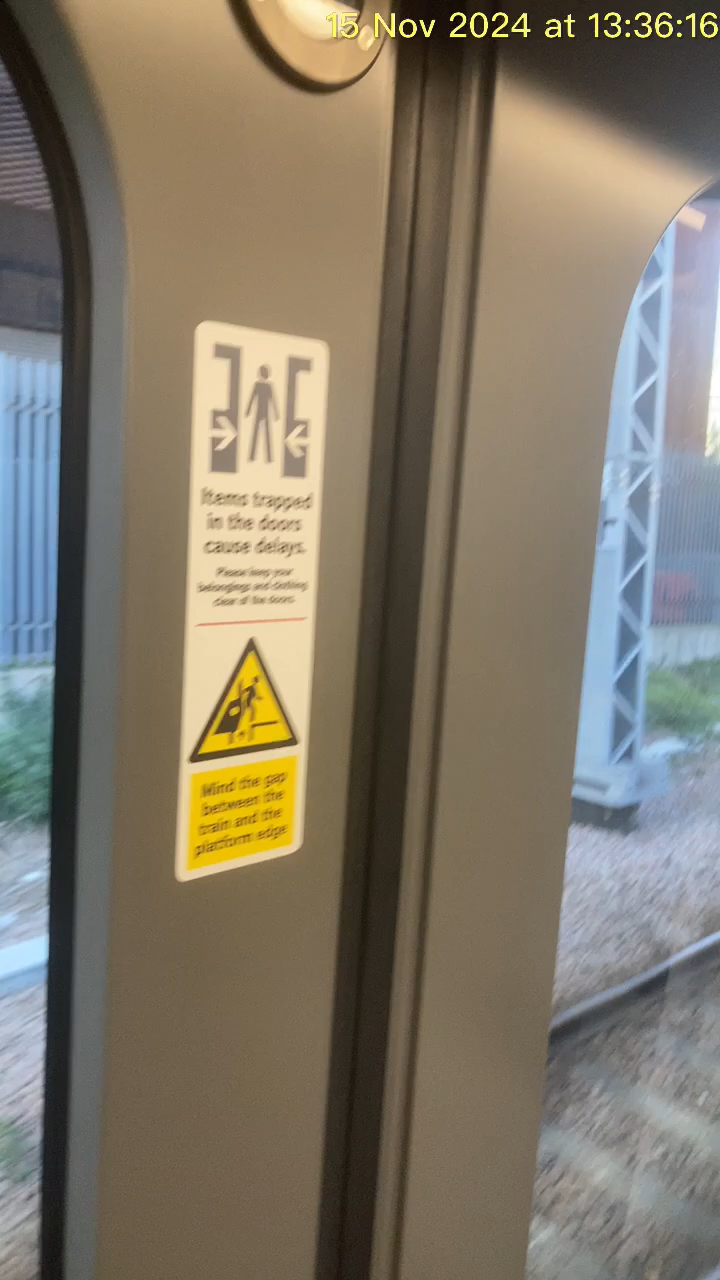 15 Nov 2024 at 13:36:16
Items trapped
in the doors
cause delays.
Please keep your
belongings and clothing
clear of the doors.
Mind the gap
between the
train and the
platform edge